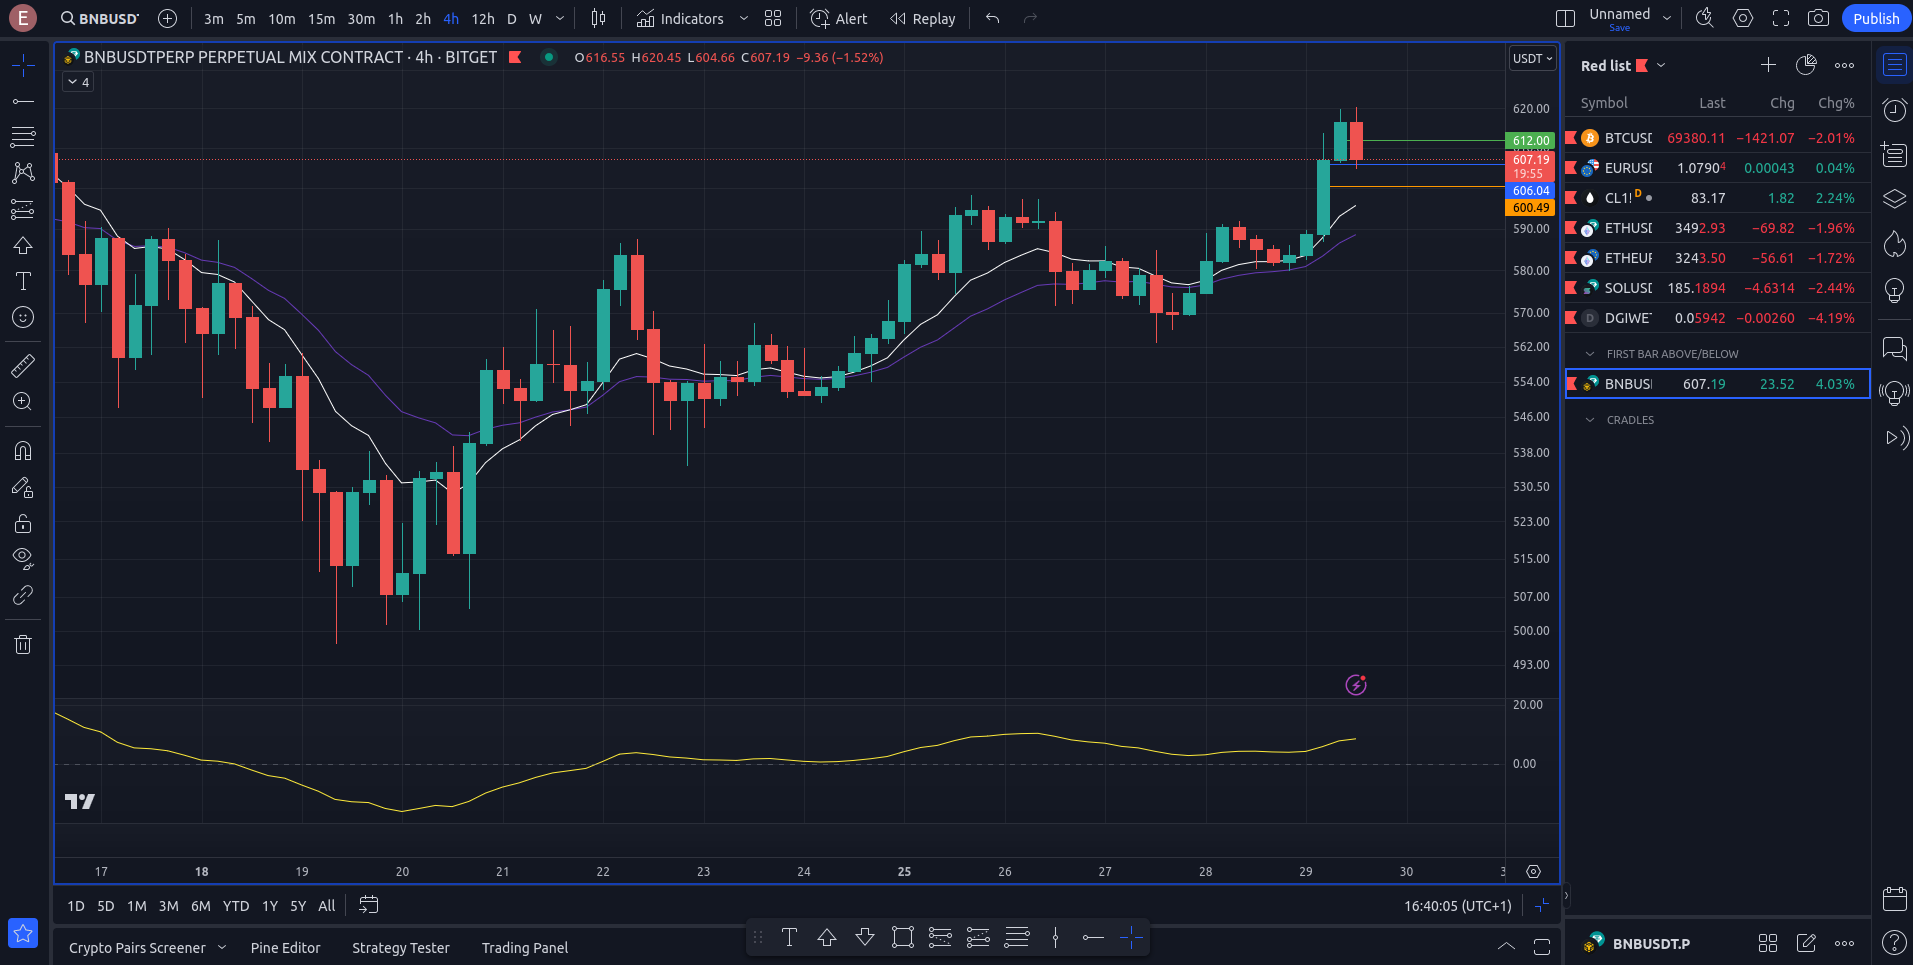 E
BNBUSDT
3m 5m 10m 15m 30m 1h 2h 4h 12h D W
Indicators
Alert
Replay
Unnamed
Save
Publish
BNBUSDTPERP PERPETUAL MIX CONTRACT · 4h · BITGET
O616.55 H620.45 L604.66 C607.19 −9.36 (−1.52%)
USDT
4
620.00
612.00
607.19
19:55
606.04
600.49
590.00
580.00
570.00
562.00
554.00
546.00
538.00
530.50
523.00
515.00
507.00
500.00
493.00
20.00
0.00
17 18 19 20 21 22 23 24 25 26 27 28 29 30
1D 5D 1M 3M 6M YTD 1Y 5Y All
16:40:05 (UTC+1)
Crypto Pairs Screener
Pine Editor
Strategy Tester
Trading Panel
Red list
Symbol Last Chg Chg%
BTCUSD 69380.11 −1421.07 −2.01%
EURUSD 1.07904 0.00043 0.04%
CL1! D 83.17 1.82 2.24%
ETHUSD 3492.93 −69.82 −1.96%
ETHEUR 3243.50 −56.61 −1.72%
SOLUSD 185.1894 −4.6314 −2.44%
D DGIWE 0.05942 −0.00260 −4.19%
FIRST BAR ABOVE/BELOW
BNBUS 607.19 23.52 4.03%
CRADLES
BNBUSDT.P